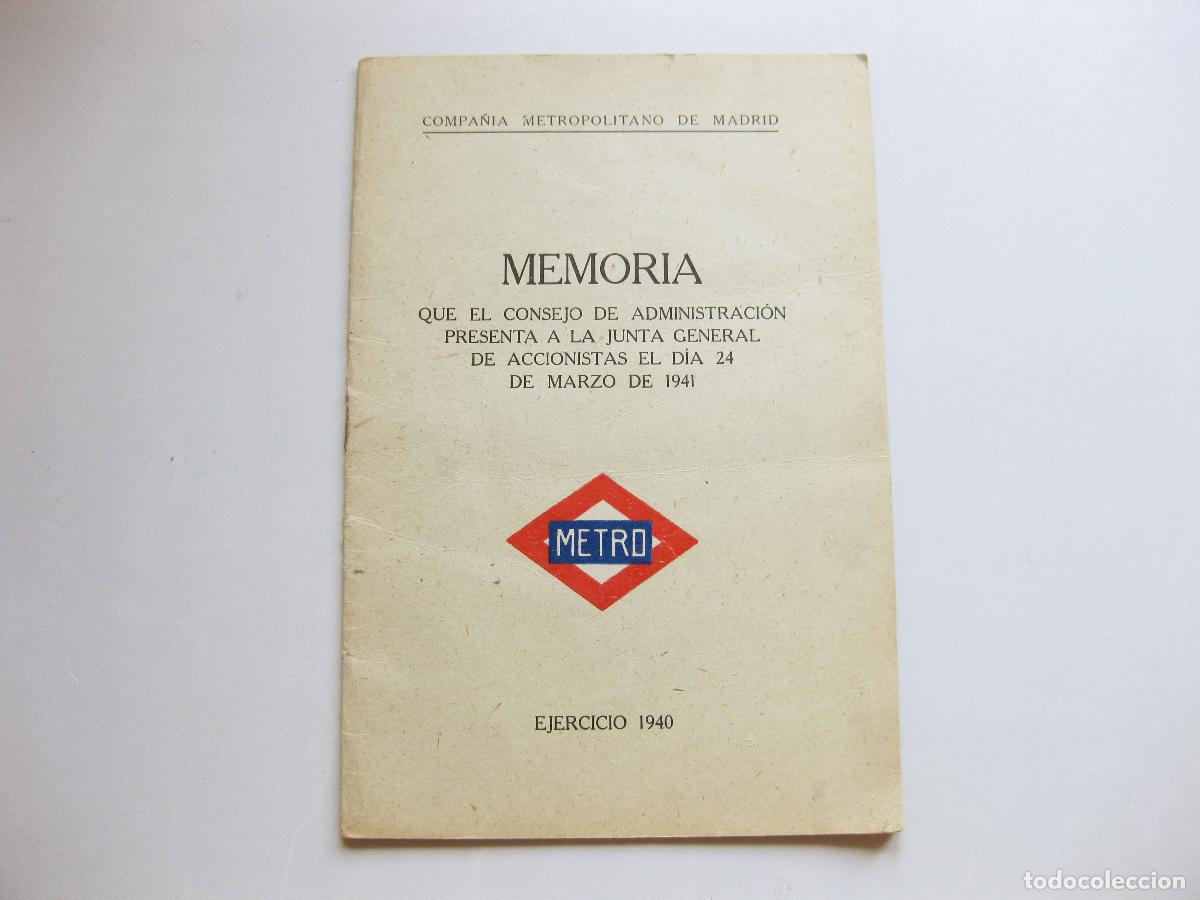 COMPAÑIA METROPOLITANO DE MADRID
MEMORIA
QUE EL CONSEJO DE ADMINISTRACIÓN
PRESENTA A LA JUNTA GENERAL
DE ACCIONISTAS EL DÍA 24
DE MARZO DE 1941
METRO
EJERCICIO 1940
todocoleccion